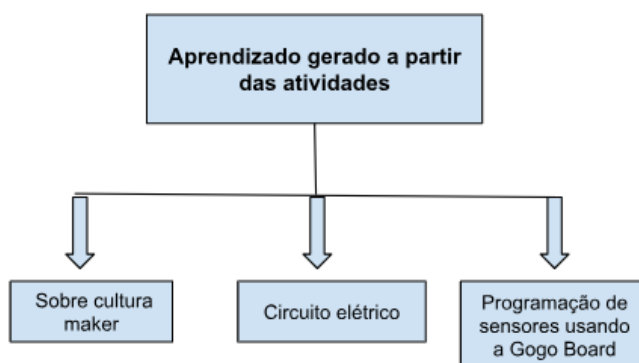 Aprendizado gerado a partir
das atividades
Sobre cultura
maker
Circuito elétrico
Programação de
sensores usando
a Gogo Board